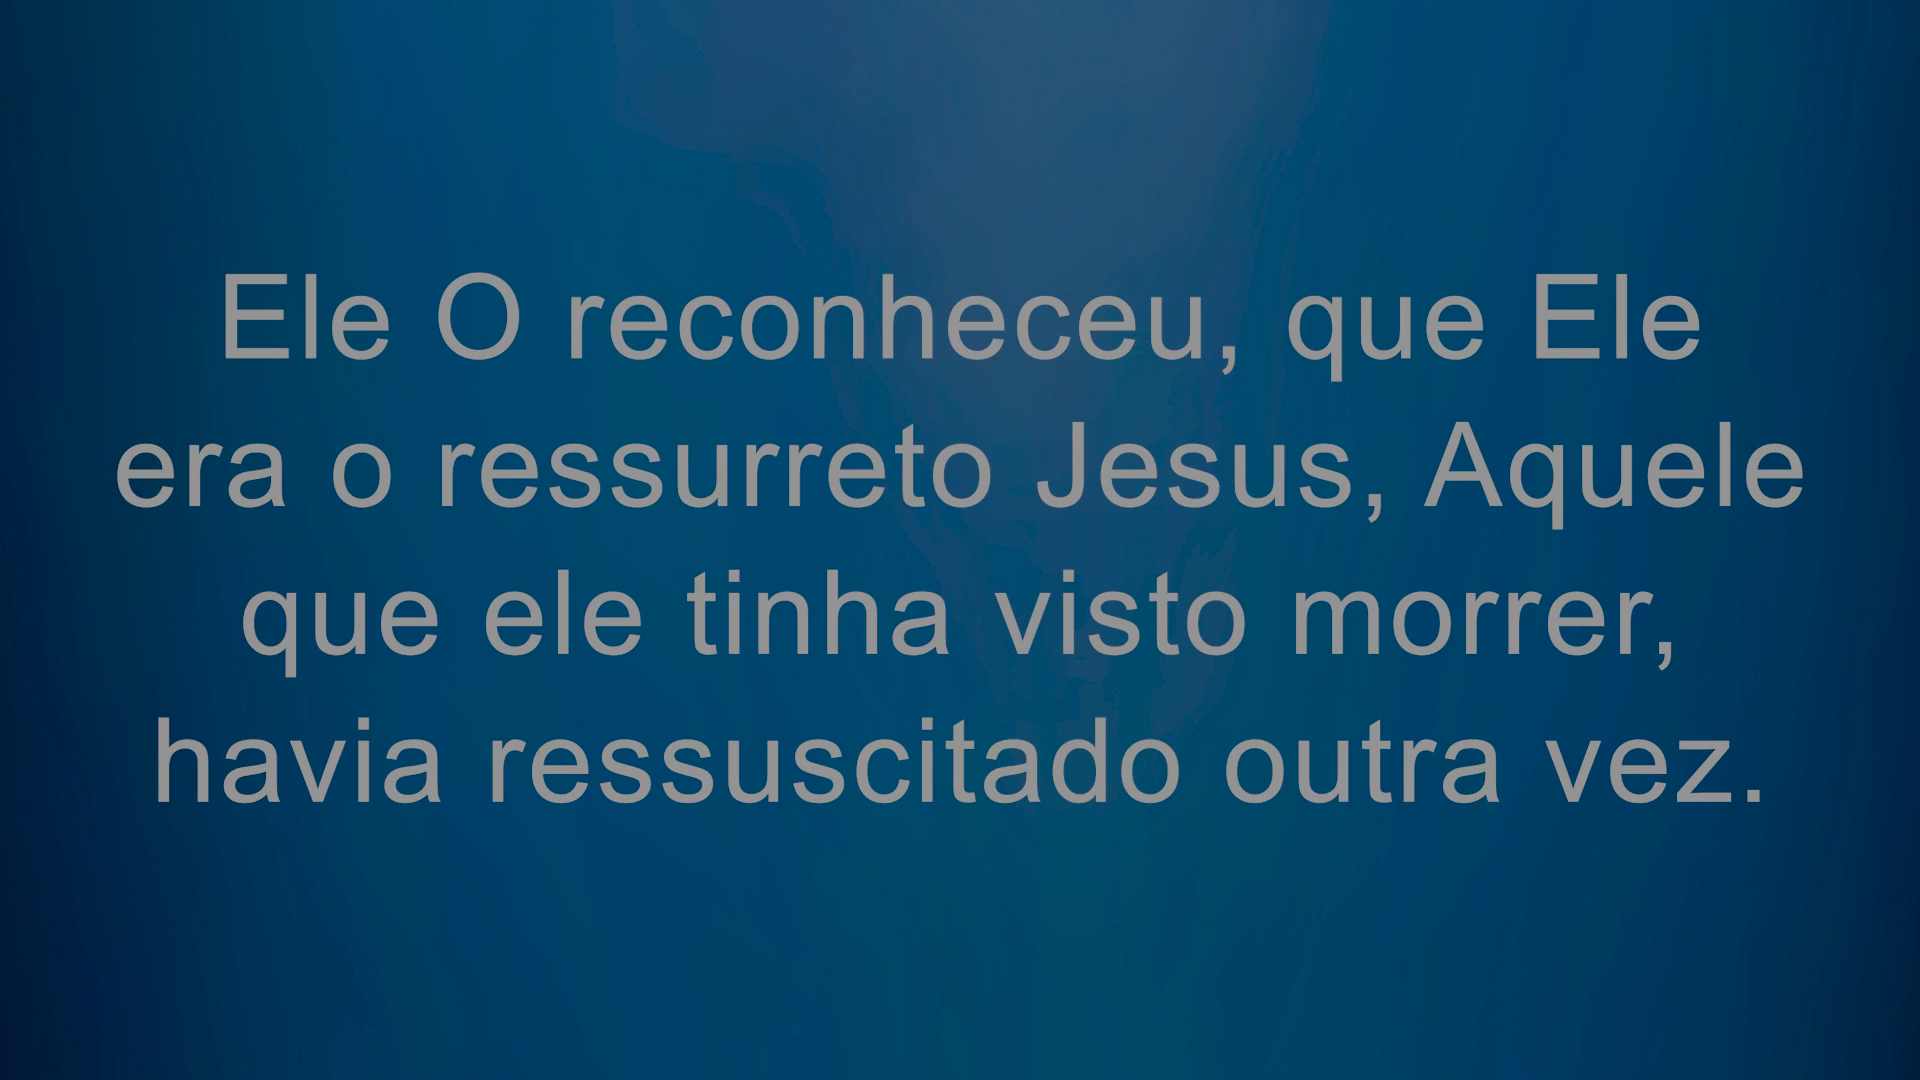 Ele O reconheceu, que Ele
era o ressurreto Jesus, Aquele
que ele tinha visto morrer,
havia ressuscitado outra vez.